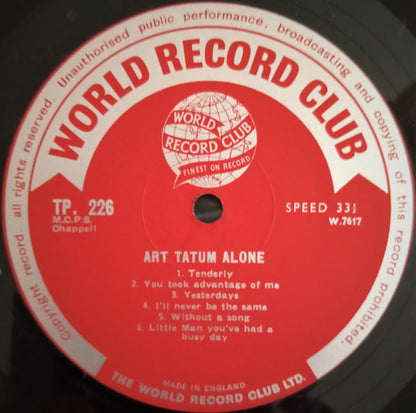 Copyright record. all rights reserved. Unauthorised public performance, broadcasting and copying of this record prohibited.
WORLD RECORD CLUB
WORLD
RECORD CLUB
FINEST ON RECORD
TP. 226
M.C.P.S.
Chappell
SPEED 33⅓
W.7617
ART TATUM ALONE
1. Tenderly
2. You took advantage of me
3. Yesterdays
4. I'll never be the same
5. Without a song
6. Little Man you've had a
busy day
MADE IN ENGLAND
THE WORLD RECORD CLUB LTD.